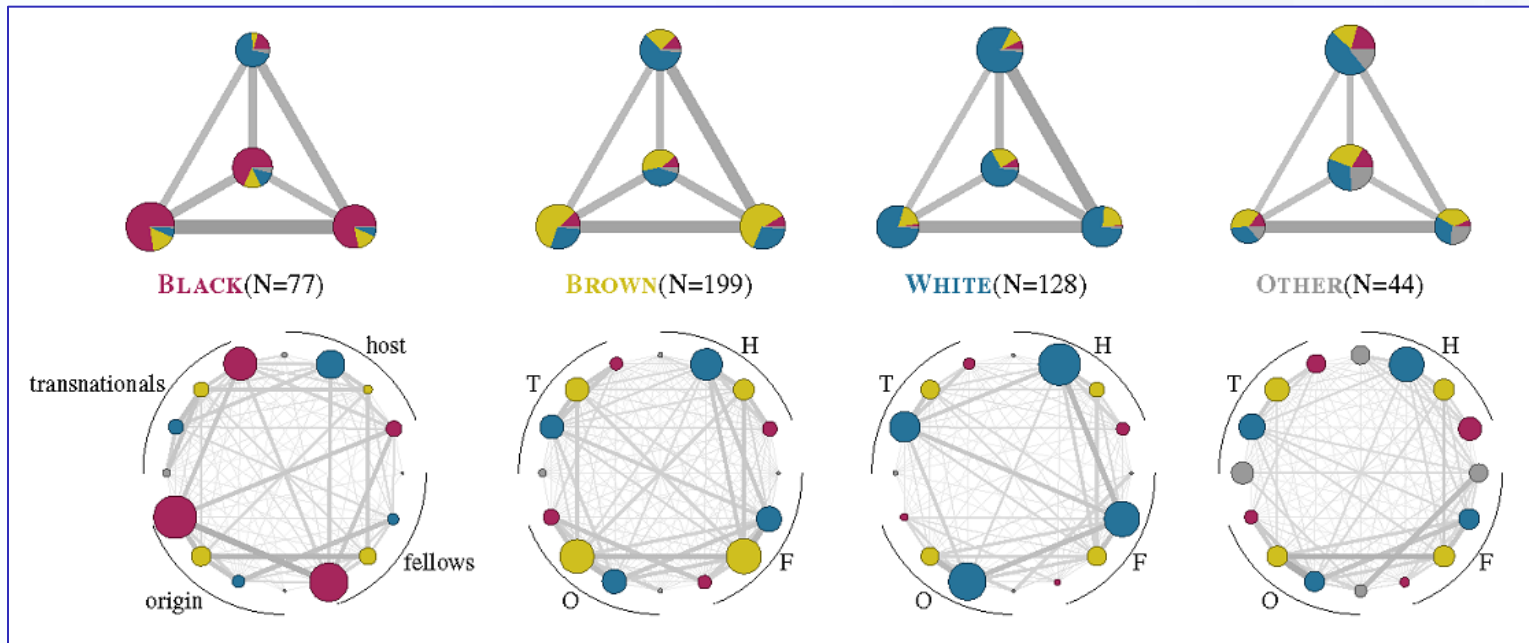 BLACK(N=77)
BROWN(N=199)
WHITE(N=128)
OTHER(N=44)
host
transnationals
origin
fellows
H
T
O
F
H
T
O
F
H
T
O
F